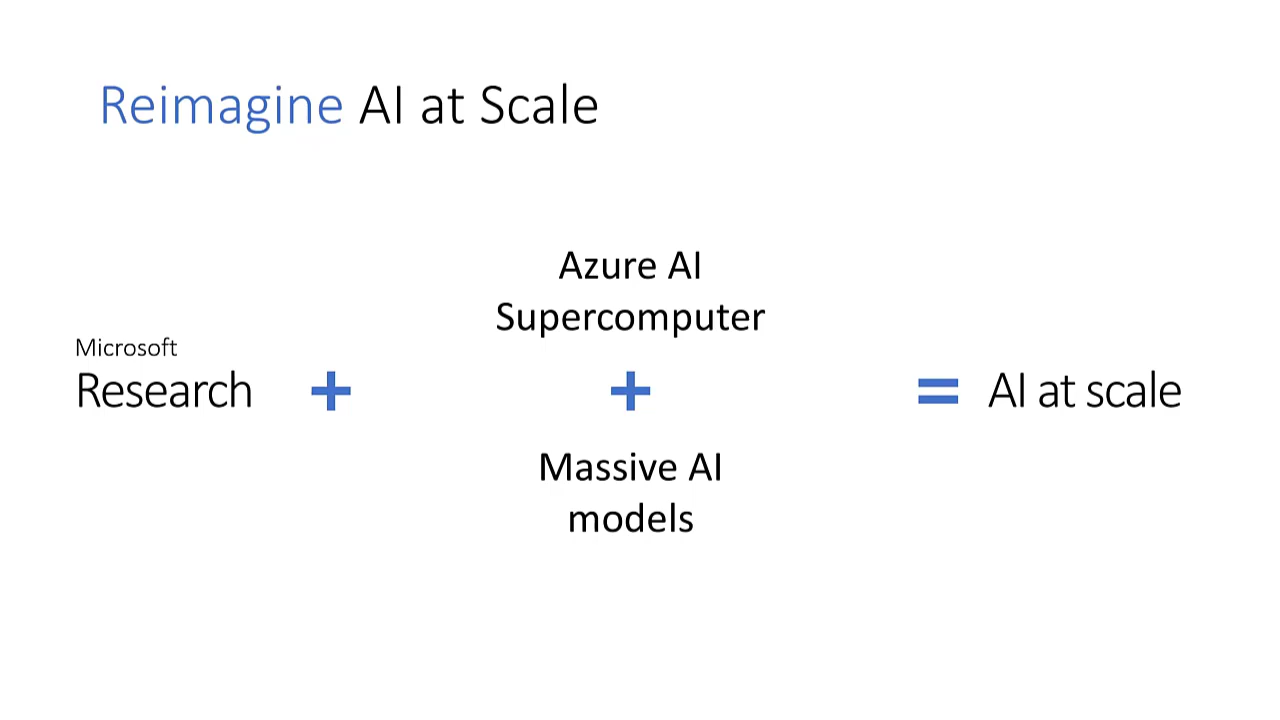 Reimagine AI at Scale
Microsoft
Research
+
Azure AI
Supercomputer
+
Massive AI
models
= AI at scale